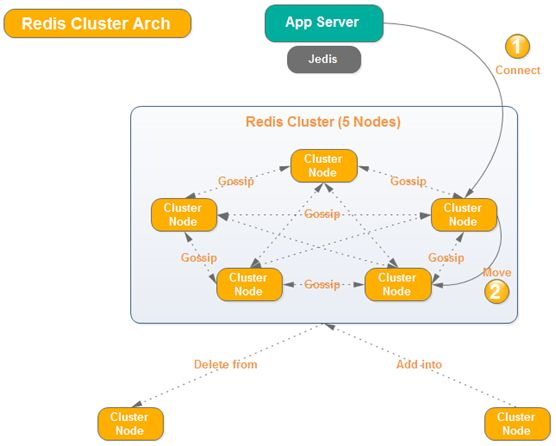 Redis Cluster Arch
App Server
Jedis
1
Connect
Redis Cluster (5 Nodes)
Cluster
Node
Gossip
Gossip
Cluster
Node
Gossip
Cluster
Node
Gossip
Gossip
Cluster
Node
Gossip
Cluster
Node
Move
2
Delete from
Add-into
Cluster
Node
Cluster
Node